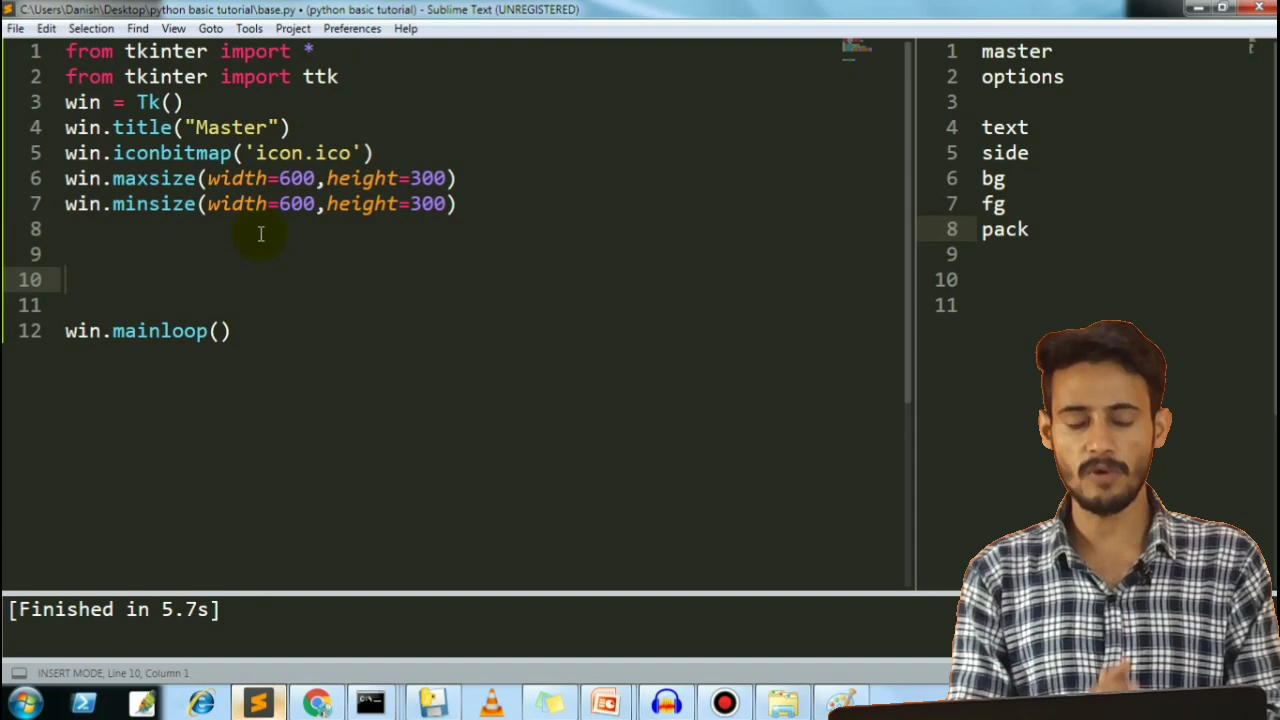 C:\Users\Danish\Desktop\python basic tutorial\base.py • (python basic tutorial) - Sublime Text (UNREGISTERED)
File Edit Selection Find View Goto Tools Project Preferences Help
1 from tkinter import *
2 from tkinter import ttk
3 win = Tk()
4 win.title("Master")
5 win.iconbitmap('icon.ico')
6 win.maxsize(width=600,height=300)
7 win.minsize(width=600,height=300)
8
9
10
11
12 win.mainloop()
1 master
2 options
3
4 text
5 side
6 bg
7 fg
8 pack
9
10
11
[Finished in 5.7s]
INSERT MODE, Line 10, Column 1